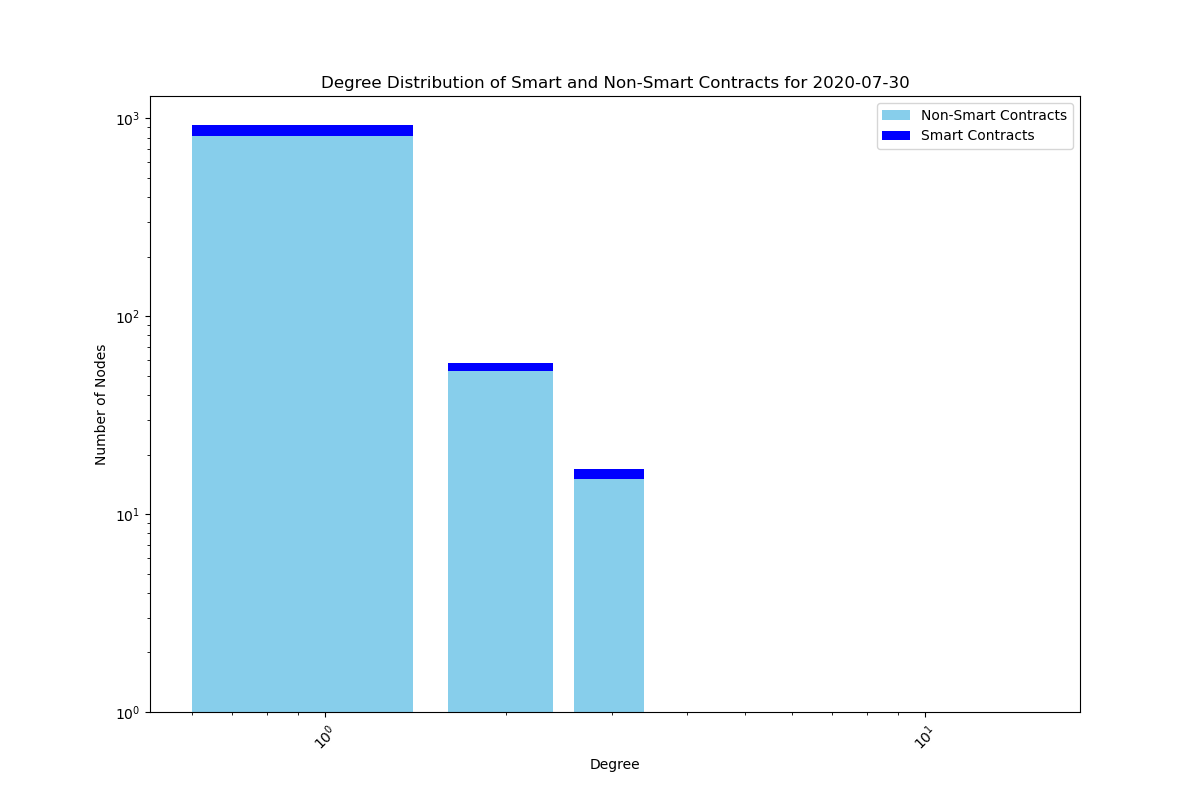 Degree Distribution of Smart and Non-Smart Contracts for 2020-07-30
Non-Smart Contracts
Smart Contracts
10³
10²
10¹
10⁰
Number of Nodes
10⁰
10¹
Degree